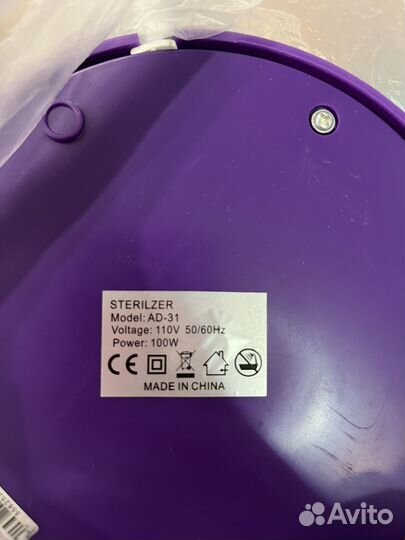 STERILZER
Model: AD-31
Voltage: 110V 50/60Hz
Power: 100W
CE
MADE IN CHINA
Avito